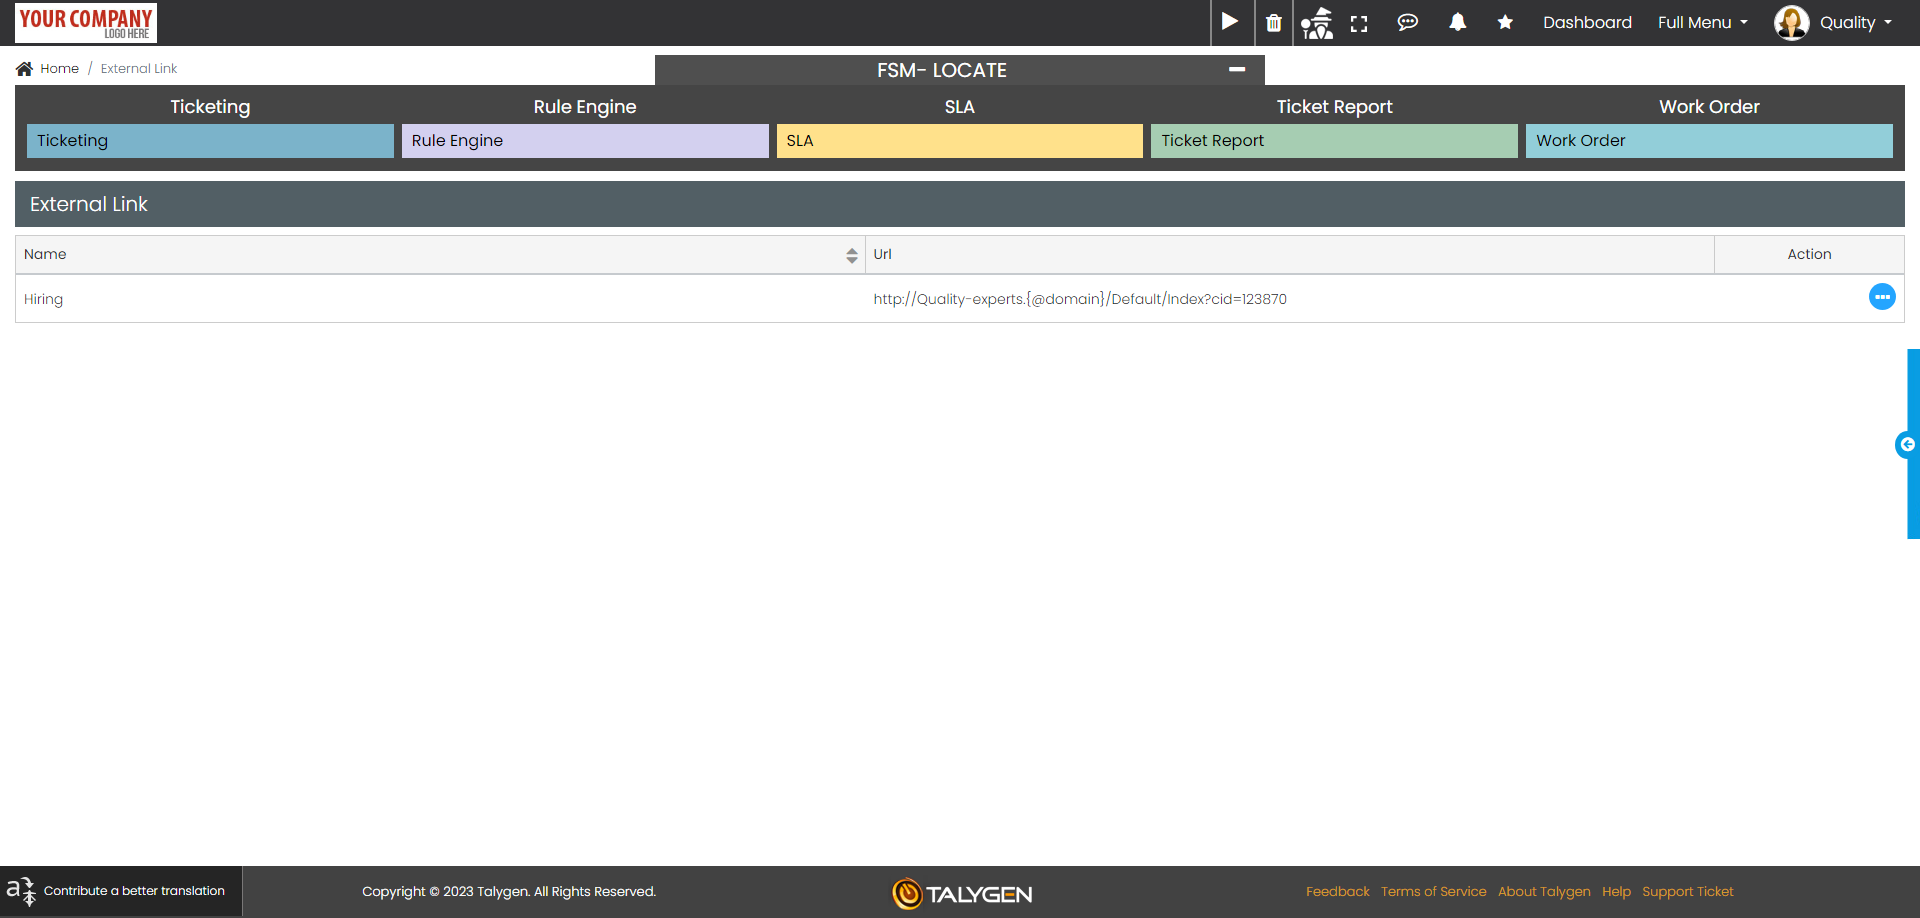 YOUR COMPANY
LOGO HERE
Dashboard
Full Menu
Quality
Home / External Link
FSM- LOCATE
Ticketing
Rule Engine
SLA
Ticket Report
Work Order
Ticketing
Rule Engine
SLA
Ticket Report
Work Order
External Link
Name
Url
Action
Hiring
http://Quality-experts.{@domain}/Default/Index?cid=123870
Contribute a better translation
Copyright © 2023 Talygen. All Rights Reserved.
TALYGEN
Feedback
Terms of Service
About Talygen
Help
Support Ticket